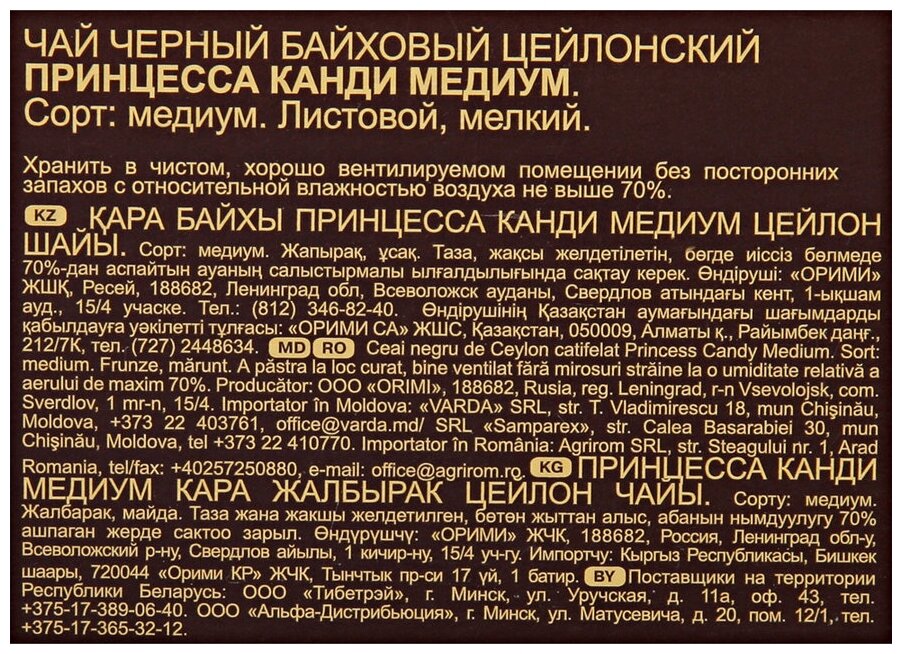 ЧАЙ ЧЕРНЫЙ БАЙХОВЫЙ ЦЕЙЛОНСКИЙ
ПРИНЦЕССА КАНДИ МЕДИУМ.
Сорт: медиум. Листовой, мелкий.
Хранить в чистом, хорошо вентилируемом помещении без посторонних
запахов с относительной влажностью воздуха не выше 70%.
KZ ҚАРА БАЙХЫ ПРИНЦЕССА КАНДИ МЕДИУМ ЦЕЙЛОН
ШАЙЫ. Сорт: медиум. Жапырақ, ұсақ. Таза, жақсы желдетілетін, бөгде иіссіз бөлмеде
70%-дан аспайтын ауаның салыстырмалы ылғалдылығында сақтау керек. Өндіруші: «ОРИМИ»
ЖШҚ, Ресей, 188682, Ленинград обл, Всеволожск ауданы, Свердлов атындағы кент, 1-ықшам
ауд., 15/4 учаске. Тел.: (812) 346-82-40. Өндірушінің Қазақстан аумағындағы шағымдарды
қабылдауға уәкілетті тұлғасы: «ОРИМИ СА» ЖШС, Қазақстан, 050009, Алматы қ., Райымбек даңғ.,
212/7К, тел. (727) 2448634. MD RO Ceai negru de Ceylon catifelat Princess Candy Medium. Sort:
medium. Frunze, mărunt. A păstra la loc curat, bine ventilat fără mirosuri străine la o umiditate relativă a
aerului de maxim 70%. Producător: OOO «ORIMI», 188682, Rusia, reg. Leningrad, r-n Vsevolojsk, com.
Sverdlov, 1 mr-n, 15/4. Importator în Moldova: «VARDA» SRL, str. T. Vladimirescu 18, mun Chişinău,
Moldova, +373 22 403761, office@varda.md/ SRL «Samparex», str. Calea Basarabiei 30, mun
Chişinău, Moldova, tel +373 22 410770. Importator în România: Agrirom SRL, str. Steagului nr. 1, Arad
Romania, tel/fax: +40257250880, e-mail: office@agrirom.ro. KG ПРИНЦЕССА КАНДИ
МЕДИУМ КАРА ЖАЛБЫРАК ЦЕЙЛОН ЧАЙЫ. Сорту: медиум.
Жалбарак, майда. Таза жана жакшы желдетилген, бөтөн жыттан алыс, абанын нымдуулугу 70%
ашпаган жерде сактоо зарыл. Өндүрүшчү: «ОРИМИ» ЖЧК, 188682, Россия, Ленинград обл-у,
Всеволожский р-ну, Свердлов айылы, 1 кичир-ну, 15/4 уч-гу. Импортчу: Кыргыз Республикасы, Бишкек
шаары, 720044 «Орими КР» ЖЧК, Тынчтык пр-си 17 үй, 1 батир. BY Поставщики на территории
Республики Беларусь: ООО «Тибетрэй», г. Минск, ул. Уручская, д. 11а, оф. 43, тел.
+375-17-389-06-40. ООО «Альфа-Дистрибьюция», г. Минск, ул. Матусевича, д. 20, пом. 12/1, тел.
+375-17-365-32-12.